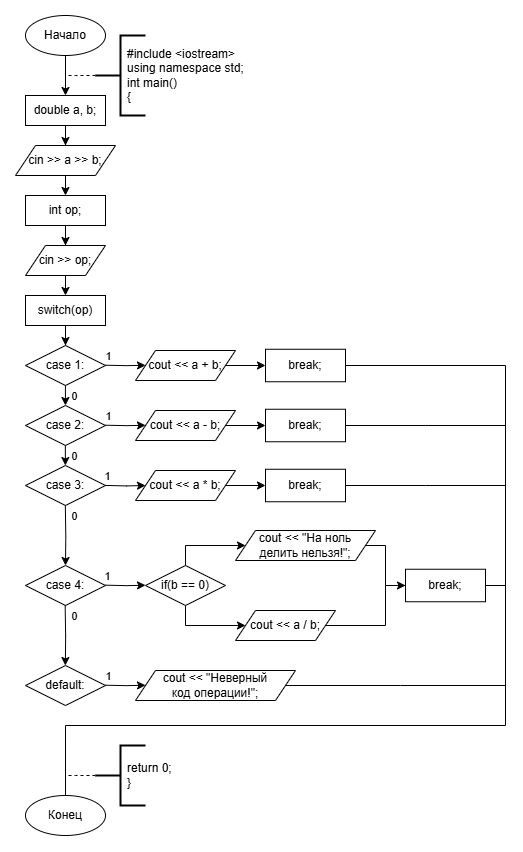 Начало
#include <iostream>
using namespace std;
int main()
{
double a, b;
cin >> a >> b;
int op;
cin >> op;
switch(op)
case 1:
1
cout << a + b;
break;
0
case 2:
1
cout << a - b;
break;
0
case 3:
1
cout << a * b;
break;
0
cout << "На ноль
делить нельзя!";
case 4:
1
if(b == 0)
break;
0
cout << a / b;
default:
1
cout << "Неверный
код операции!";
return 0;
}
Конец